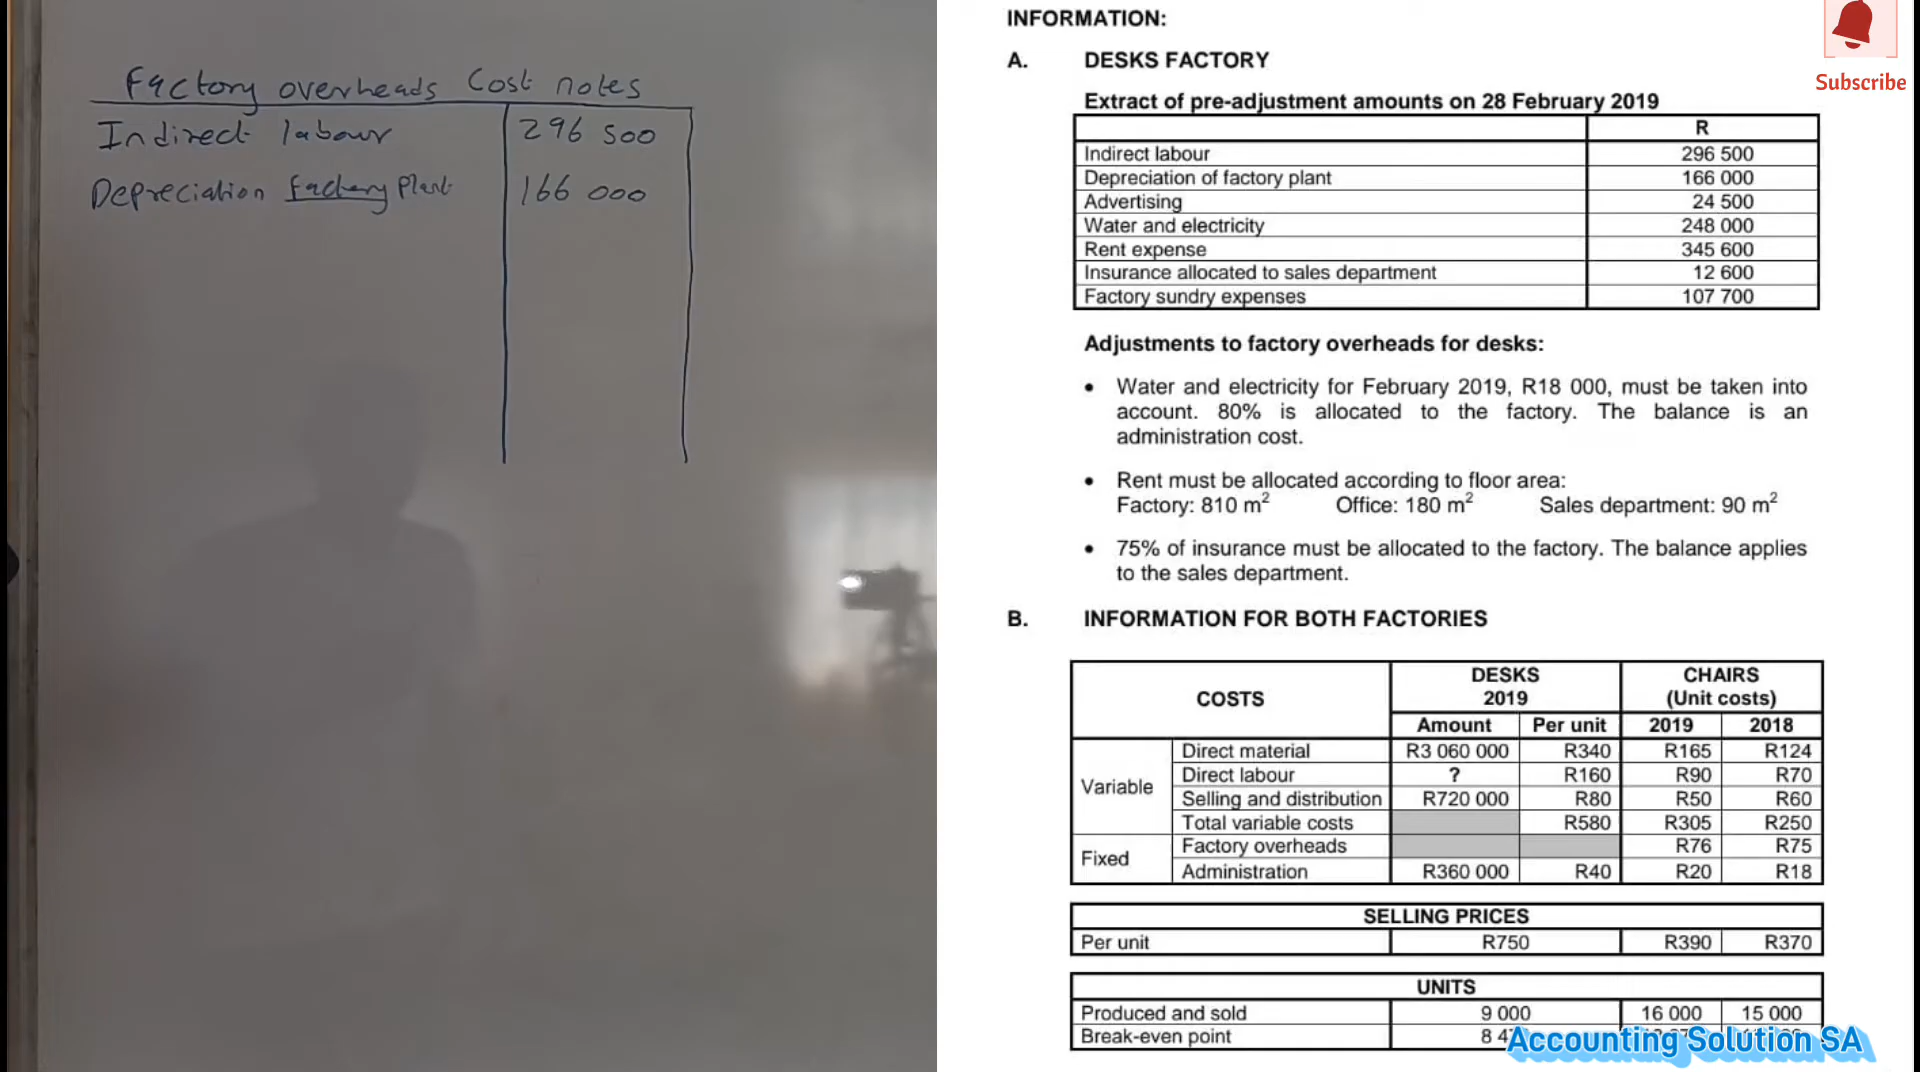 Factory overheads Cost notes
Indirect labour 296 500
Depreciation factory plant 166 000
INFORMATION:
Subscribe
A. DESKS FACTORY
Extract of pre-adjustment amounts on 28 February 2019
R
Indirect labour 296 500
Depreciation of factory plant 166 000
Advertising 24 500
Water and electricity 248 000
Rent expense 345 600
Insurance allocated to sales department 12 600
Factory sundry expenses 107 700
Adjustments to factory overheads for desks:
• Water and electricity for February 2019, R18 000, must be taken into
account. 80% is allocated to the factory. The balance is an
administration cost.
• Rent must be allocated according to floor area:
Factory: 810 m² Office: 180 m² Sales department: 90 m²
• 75% of insurance must be allocated to the factory. The balance applies
to the sales department.
B. INFORMATION FOR BOTH FACTORIES
COSTS DESKS 2019 CHAIRS (Unit costs)
Amount Per unit 2019 2018
Variable Direct material R3 060 000 R340 R165 R124
Direct labour ? R160 R90 R70
Selling and distribution R720 000 R80 R50 R60
Total variable costs R580 R305 R250
Fixed Factory overheads R76 R75
Administration R360 000 R40 R20 R18
SELLING PRICES
Per unit R750 R390 R370
UNITS
Produced and sold 9 000 16 000 15 000
Break-even point 8 4
Accounting Solution SA